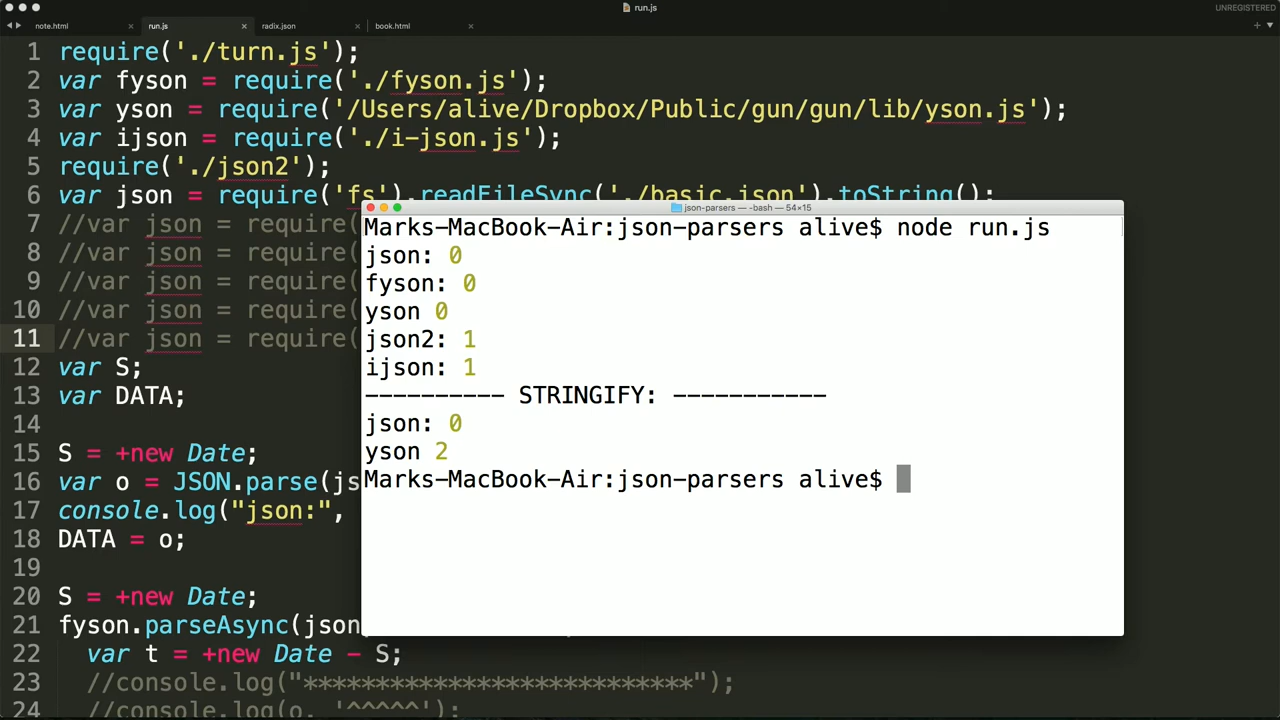 run.js
UNREGISTERED
note.html
run.js
radix.json
book.html
1 require('./turn.js');
2 var fyson = require('./fyson.js');
3 var yson = require('/Users/alive/Dropbox/Public/gun/gun/lib/yson.js');
4 var ijson = require('./i-json.js');
5 require('./json2');
6 var json = require('fs').readFileSync('./basic.json').toString();
7 //var json = require(
8 //var json = require(
9 //var json = require(
10 //var json = require(
11 //var json = require(
12 var S;
13 var DATA;
14
15 S = +new Date;
16 var o = JSON.parse(js
17 console.log("json:",
18 DATA = o;
19
20 S = +new Date;
21 fyson.parseAsync(json
22 var t = +new Date - S;
23 //console.log("***************************");
24 //console.log(o, '^^^^^');
json-parsers — -bash — 54×15
Marks-MacBook-Air:json-parsers alive$ node run.js
json: 0
fyson: 0
yson 0
json2: 1
ijson: 1
---------- STRINGIFY: -----------
json: 0
yson 2
Marks-MacBook-Air:json-parsers alive$